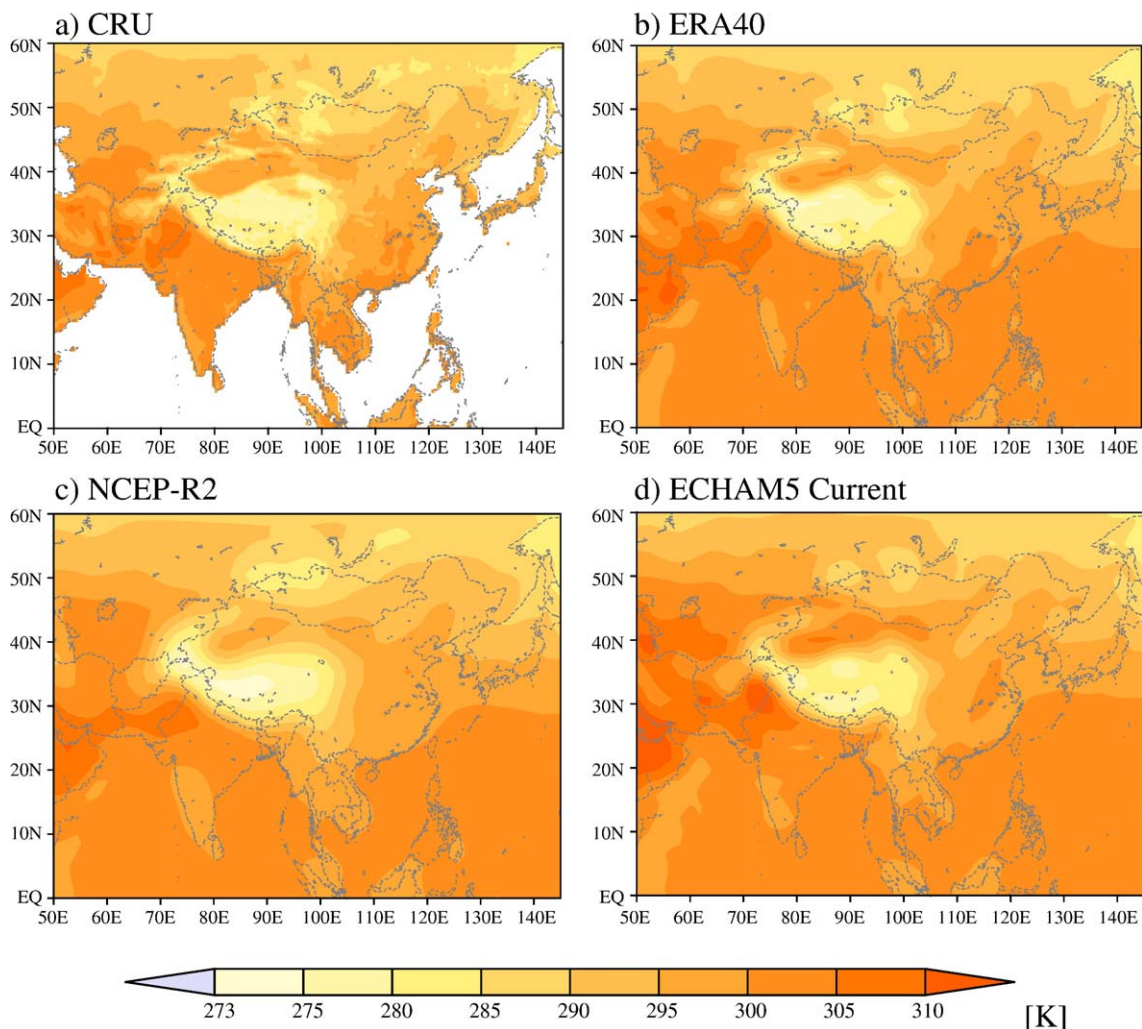 a) CRU
b) ERA40
60N
50N
40N
30N
20N
10N
EQ
50E 60E 70E 80E 90E 100E 110E 120E 130E 140E
60N
50N
40N
30N
20N
10N
EQ
50E 60E 70E 80E 90E 100E 110E 120E 130E 140E
c) NCEP-R2
d) ECHAM5 Current
60N
50N
40N
30N
20N
10N
EQ
50E 60E 70E 80E 90E 100E 110E 120E 130E 140E
60N
50N
40N
30N
20N
10N
EQ
50E 60E 70E 80E 90E 100E 110E 120E 130E 140E
273 275 280 285 290 295 300 305 310 [K]